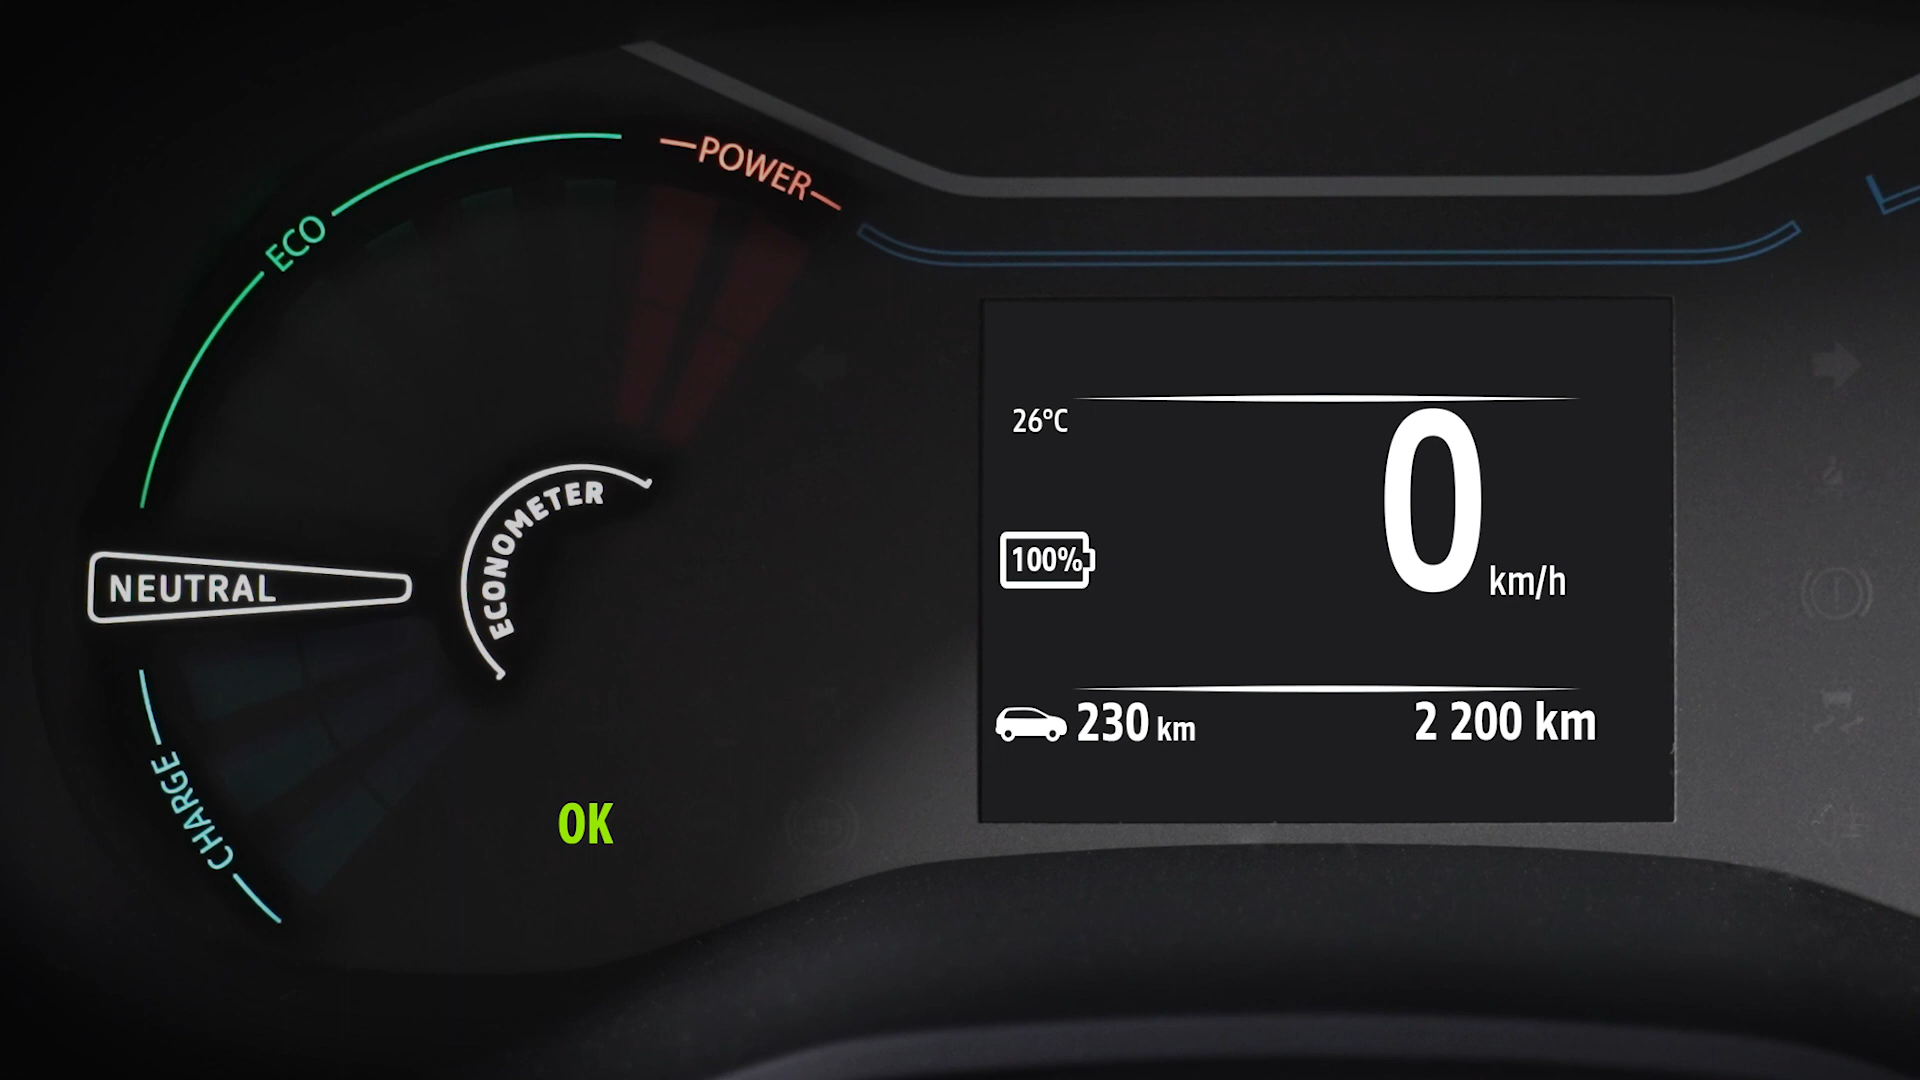 POWER
ECO
NEUTRAL
ECONOMETER
CHARGE
OK
26°C
0 km/h
100%
230 km
2 200 km